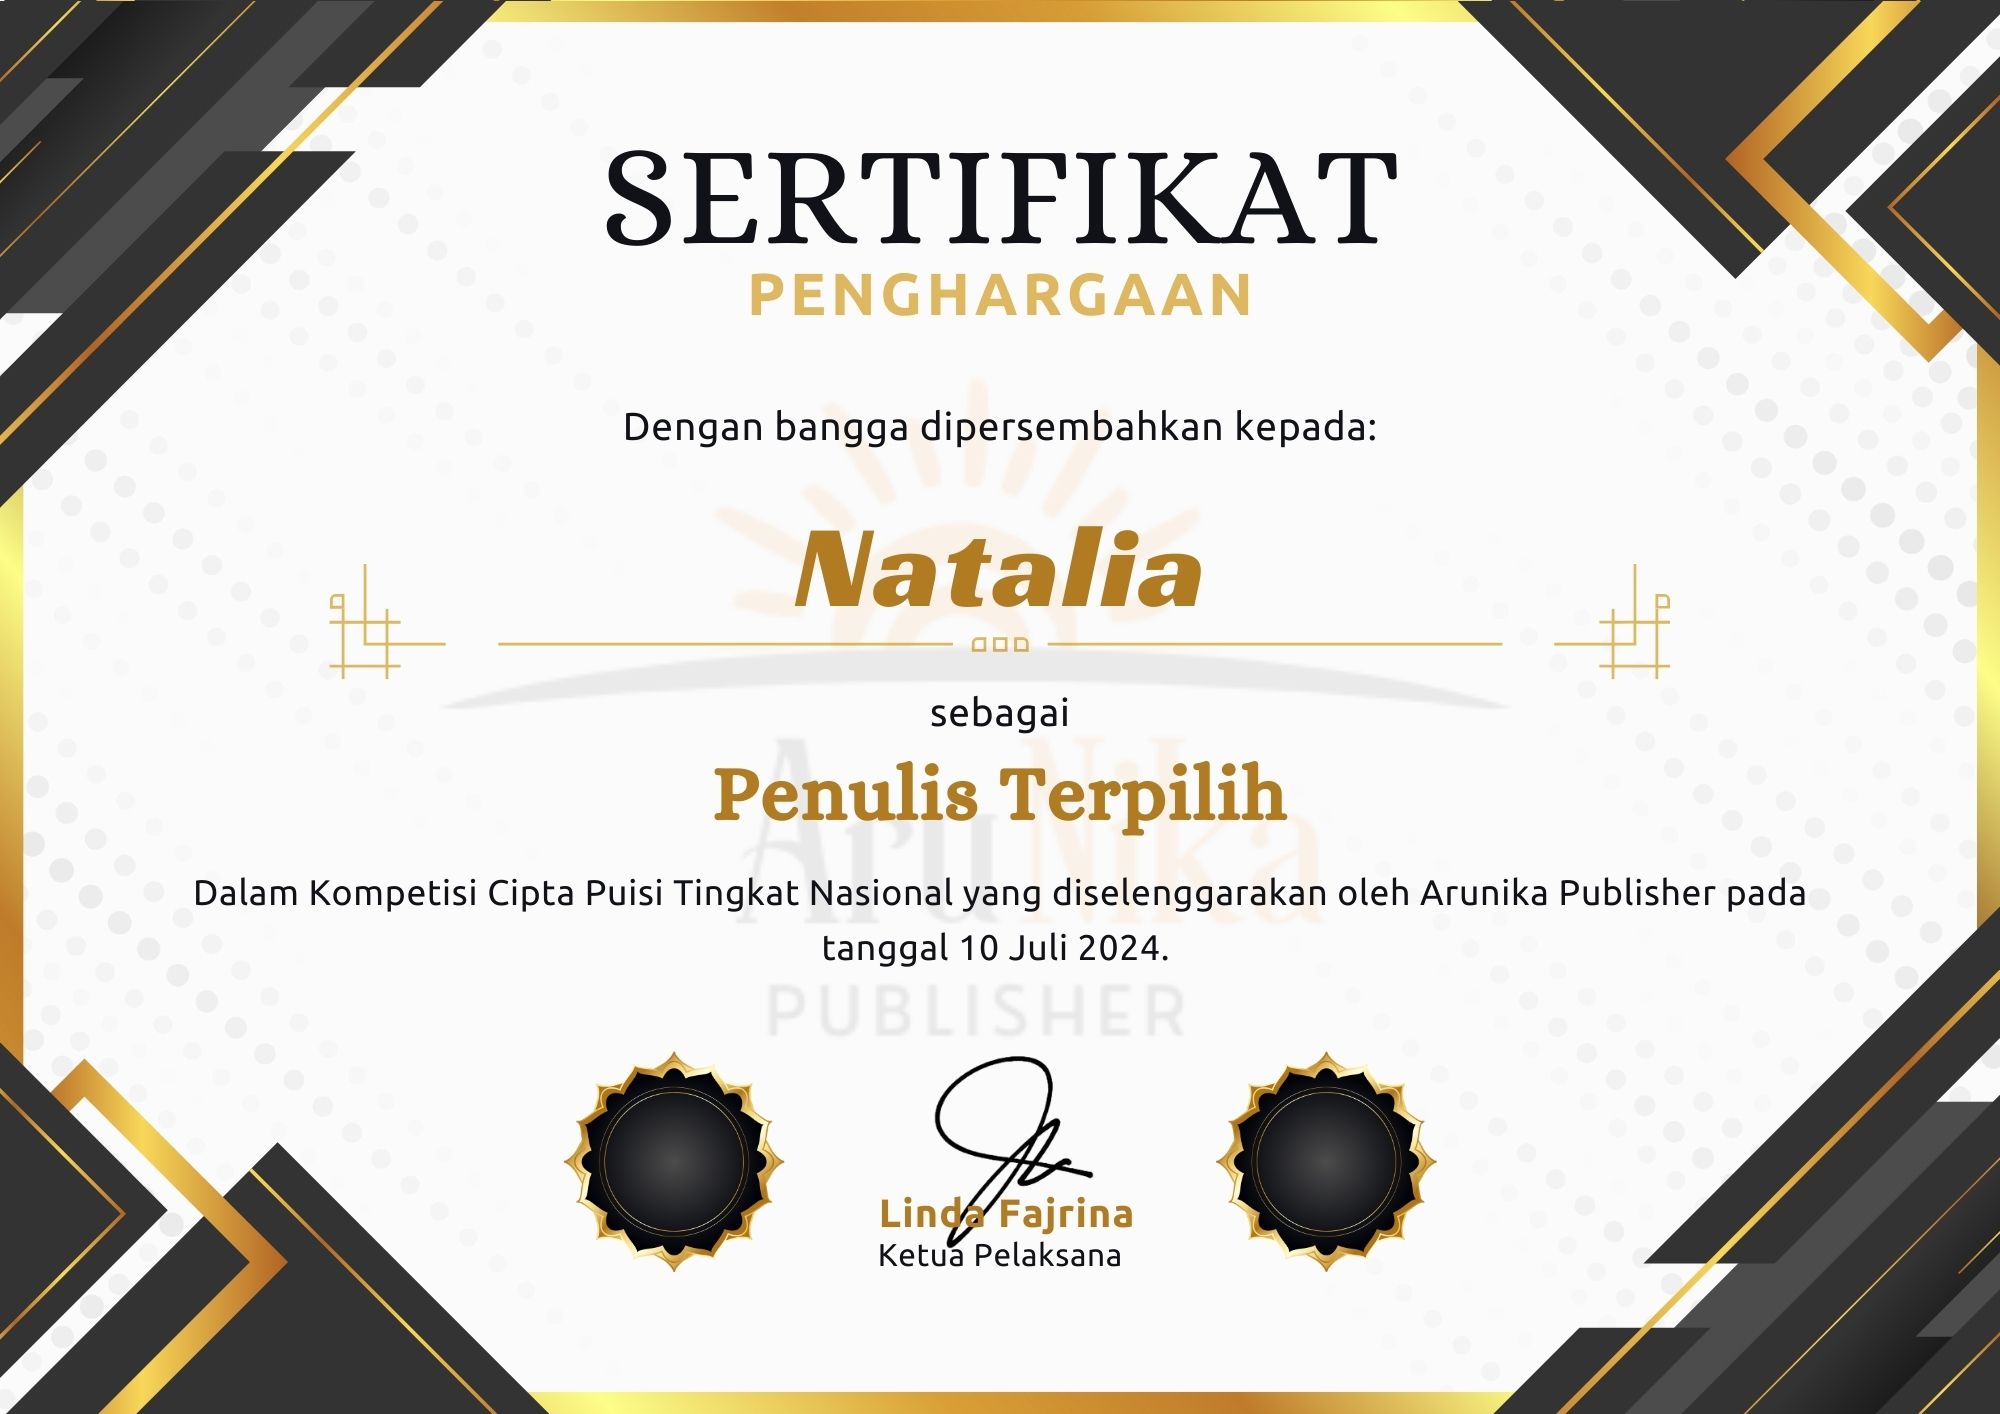 SERTIFIKAT
PENGHARGAAN
Dengan bangga dipersembahkan kepada:
Natalia
sebagai
Penulis Terpilih
AruNika
Dalam Kompetisi Cipta Puisi Tingkat Nasional yang diselenggarakan oleh Arunika Publisher pada
tanggal 10 Juli 2024.
PUBLISHER
Linda Fajrina
Ketua Pelaksana